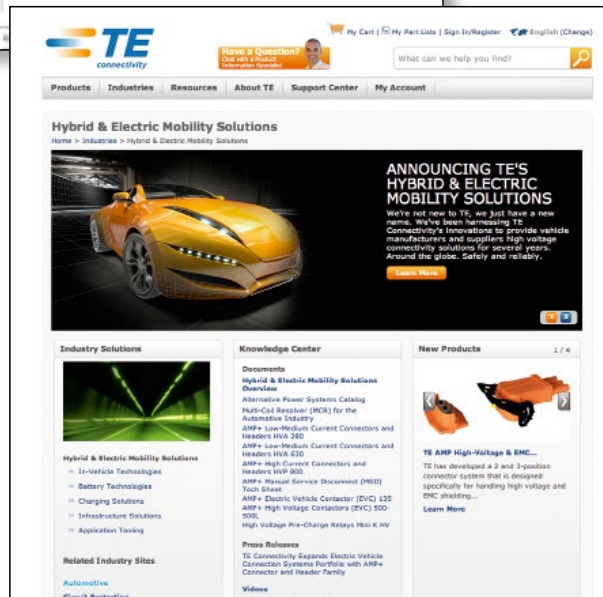 My Cart | My Part Lists | Sign In/Register English (Change)
TE
connectivity
Have a Question?
Chat with a Product
Information Specialist
What can we help you find?
Products Industries Resources About TE Support Center My Account
Hybrid & Electric Mobility Solutions
Home > Industries > Hybrid & Electric Mobility Solutions
ANNOUNCING TE'S
HYBRID & ELECTRIC
MOBILITY SOLUTIONS
We're not new to TE, we just have a new
name. We've been harnessing TE
Connectivity's innovations to provide vehicle
manufacturers and suppliers high voltage
connectivity solutions for several years.
Around the globe. Safely and reliably.
Learn More
1 2
Industry Solutions
Hybrid & Electric Mobility Solutions
» In-Vehicle Technologies
» Battery Technologies
» Charging Solutions
» Infrastructure Solutions
» Application Tooling
Related Industry Sites
Automotive
Circuit Protection
Knowledge Center
Documents
Hybrid & Electric Mobility Solutions
Overview
Alternative Power Systems Catalog
Multi-Coil Resolver (MCR) for the
Automotive Industry
AMP+ Low-Medium Current Connectors and
Headers HVA 280
AMP+ Low-Medium Current Connectors and
Headers HVA 630
AMP+ High Current Connectors and
Headers HVP 800
AMP+ Manual Service Disconnect (MSD)
Tech Sheet
AMP+ Electric Vehicle Contactor (EVC) 135
AMP+ High Voltage Contactors (EVC) 500-
500L
High Voltage Pre-Charge Relays Mini K HV
Press Releases
TE Connectivity Expands Electric Vehicle
Connection Systems Portfolio with AMP+
Connector and Header Family
Videos
New Products 1 / 6
TE AMP High-Voltage & EMC...
TE has developed a 2 and 3-position
connector system that is designed
specifically for handling high voltage and
EMC shielding...
Learn More